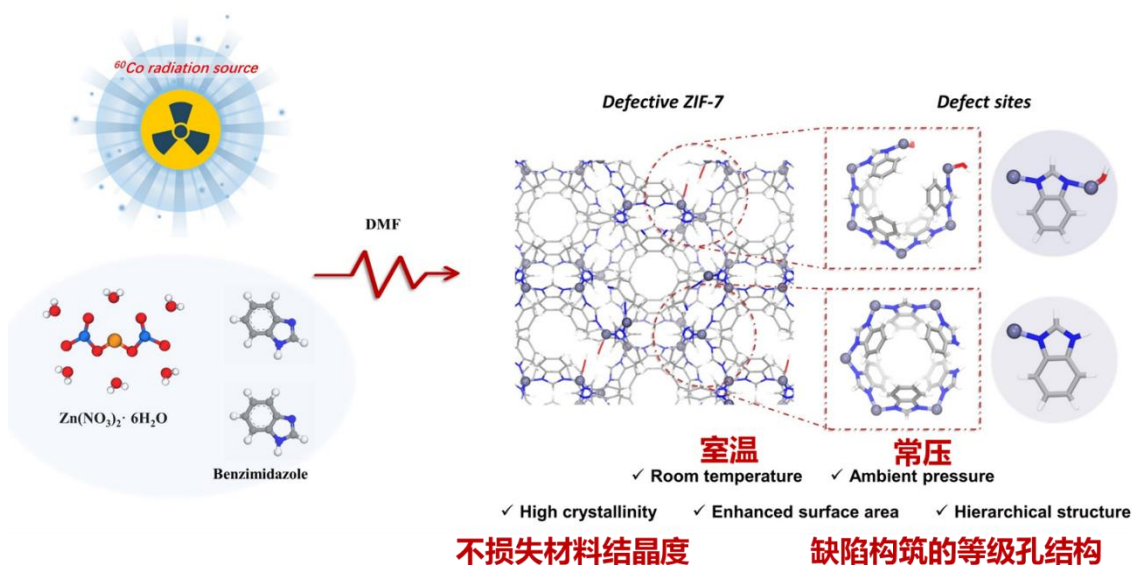 ⁶⁰Co radiation source
DMF
Zn(NO₃)₂· 6H₂O
Benzimidazole
Defective ZIF-7
Defect sites
室温
常压
✓ Room temperature
✓ Ambient pressure
✓ High crystallinity
✓ Enhanced surface area
✓ Hierarchical structure
不损失材料结晶度
缺陷构筑的等级孔结构